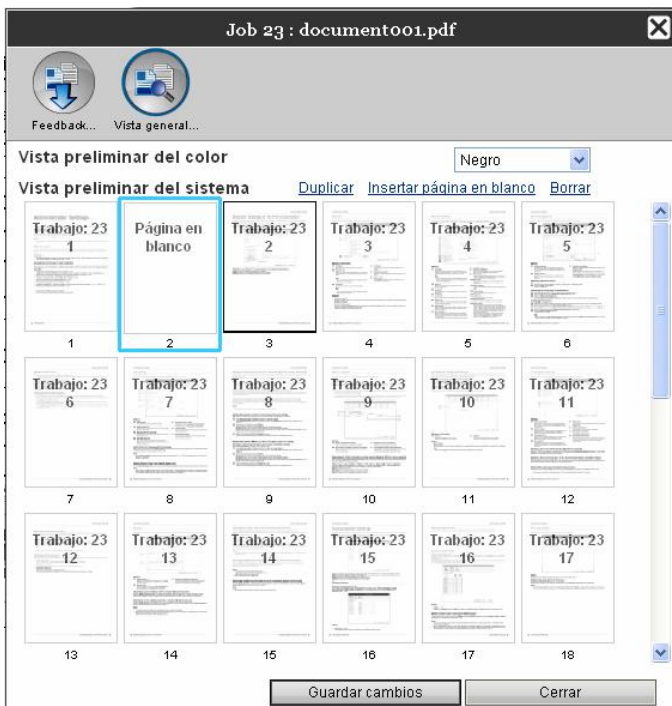 Job 23 : document001.pdf
Feedback... Vista general...
Vista preliminar del color
Negro
Vista preliminar del sistema Duplicar Insertar página en blanco Borrar
Trabajo: 23 Página en Trabajo: 23 Trabajo: 23 Trabajo: 23 Trabajo: 23
1 blanco 2 3 4 5
1 2 3 4 5 6
Trabajo: 23 Trabajo: 23 Trabajo: 23 Trabajo: 23 Trabajo: 23 Trabajo: 23
6 7 8 9 10 11
7 8 9 10 11 12
Trabajo: 23 Trabajo: 23 Trabajo: 23 Trabajo: 23 Trabajo: 23 Trabajo: 23
12 13 14 15 16 17
13 14 15 16 17 18
Guardar cambios Cerrar